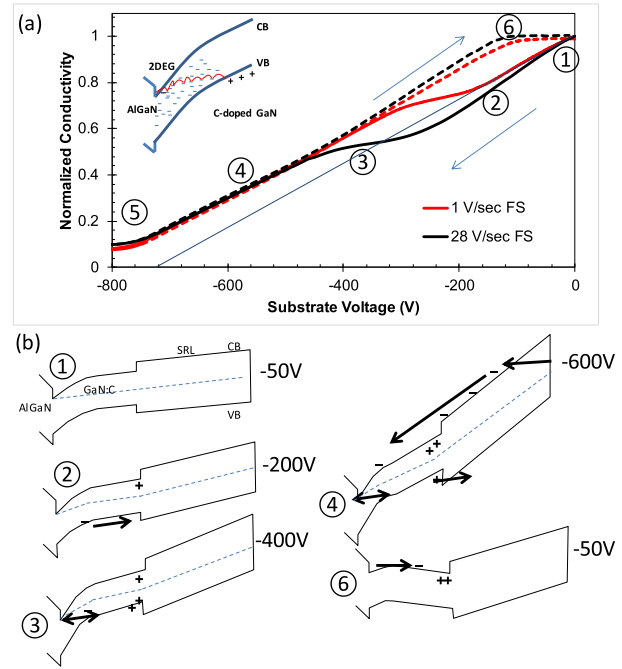 (a)
Normalized Conductivity
1
0.8
0.6
0.4
0.2
0
-800
-600
-400
-200
0
Substrate Voltage (V)
CB
2DEG
VB
AlGaN
C-doped GaN
+ + +
6
1
2
3
4
5
1 V/sec FS
28 V/sec FS
(b)
1
SRL
CB
-50V
GaN:C
AlGaN
VB
2
-200V
3
-400V
-600V
4
-50V
6